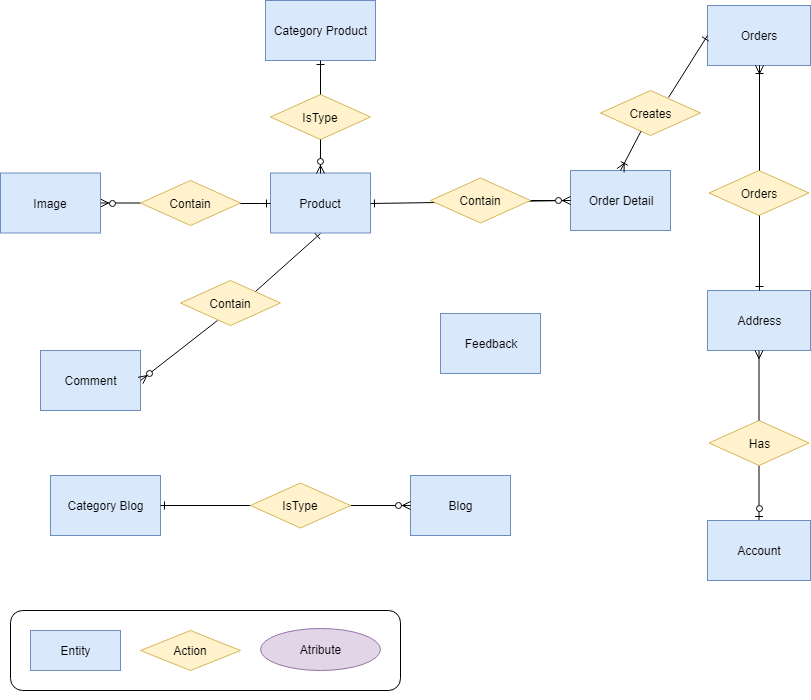 Category Product
Orders
Creates
IsType
Image
Contain
Product
Contain
Order Detail
Orders
Contain
Address
Feedback
Comment
Has
Category Blog
IsType
Blog
Account
Entity
Action
Atribute